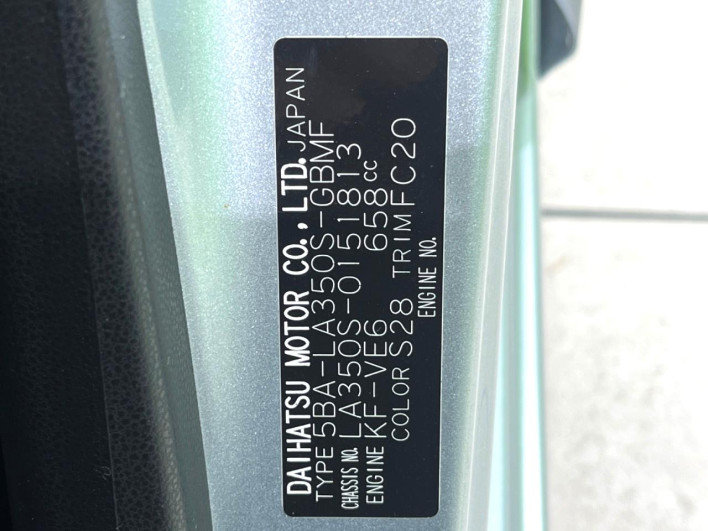 DAIHATSU MOTOR CO., LTD. JAPAN
TYPE 5BA-LA350S-GBMF
CHASSIS NO. LA350S-0151813
ENGINE KF-VE6 658cc
COLOR S28 TRIM FC20
ENGINE NO.